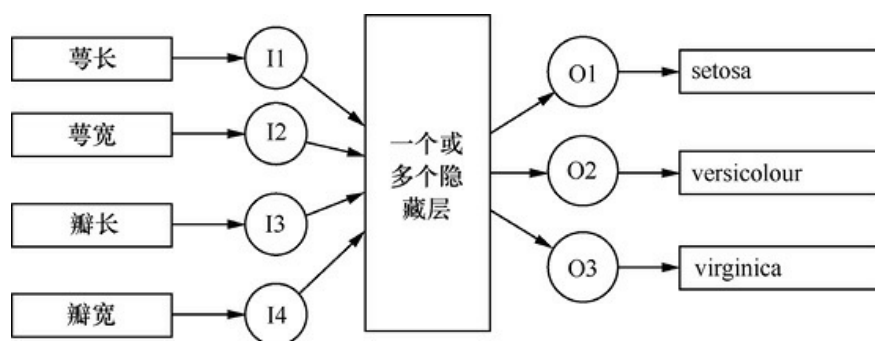 萼长
I1
萼宽
I2
瓣长
I3
瓣宽
I4
一个或
多个隐
藏层
O1
setosa
O2
versicolour
O3
virginica